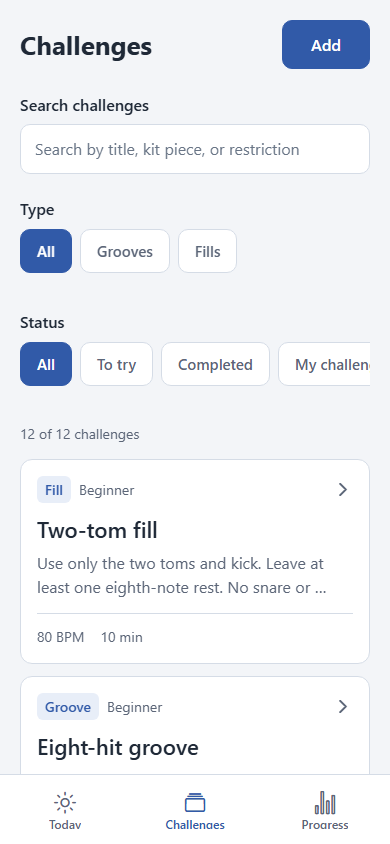 Challenges
Add
Search challenges
Search by title, kit piece, or restriction
Type
All
Grooves
Fills
Status
All
To try
Completed
My challen
12 of 12 challenges
Fill
Beginner
Two-tom fill
Use only the two toms and kick. Leave at
least one eighth-note rest. No snare or ...
80 BPM
10 min
Groove
Beginner
Eight-hit groove
Today
Challenges
Progress